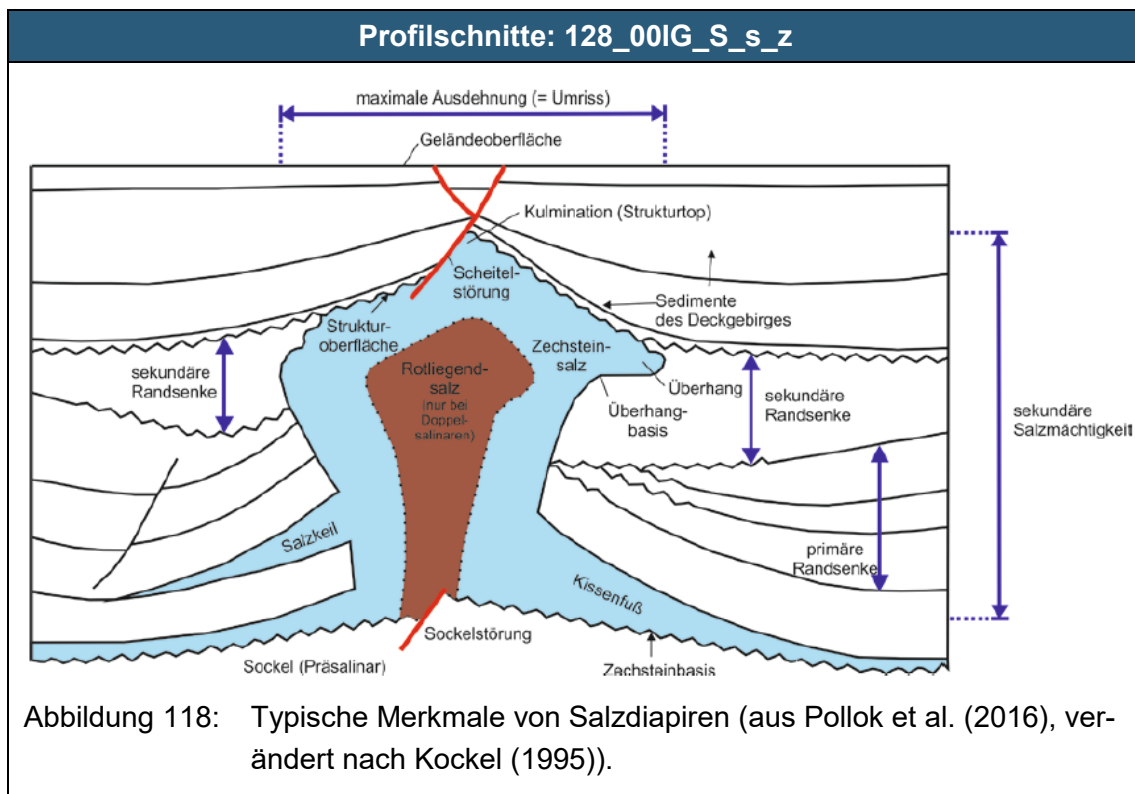 Profilschnitte: 128_00IG_S_s_z
maximale Ausdehnung (= Umriss)
Geländeoberfläche
Kulmination (Strukturtop)
Scheitel-
störung
Sedimente
des Deckgebirges
Struktur-
oberfläche
Zechstein-
salz
sekundäre
Randsenke
Rotliegend-
salz
(nur bei
Doppel-
salinaren)
Überhang
Überhang-
basis
sekundäre
Randsenke
sekundäre
Salzmächtigkeit
Salzkeil
primäre
Randsenke
Kissenfuß
Sockelstörung
Sockel (Präsalinar)
Zechsteinbasis
Abbildung 118: Typische Merkmale von Salzdiapiren (aus Pollok et al. (2016), ver-
ändert nach Kockel (1995)).